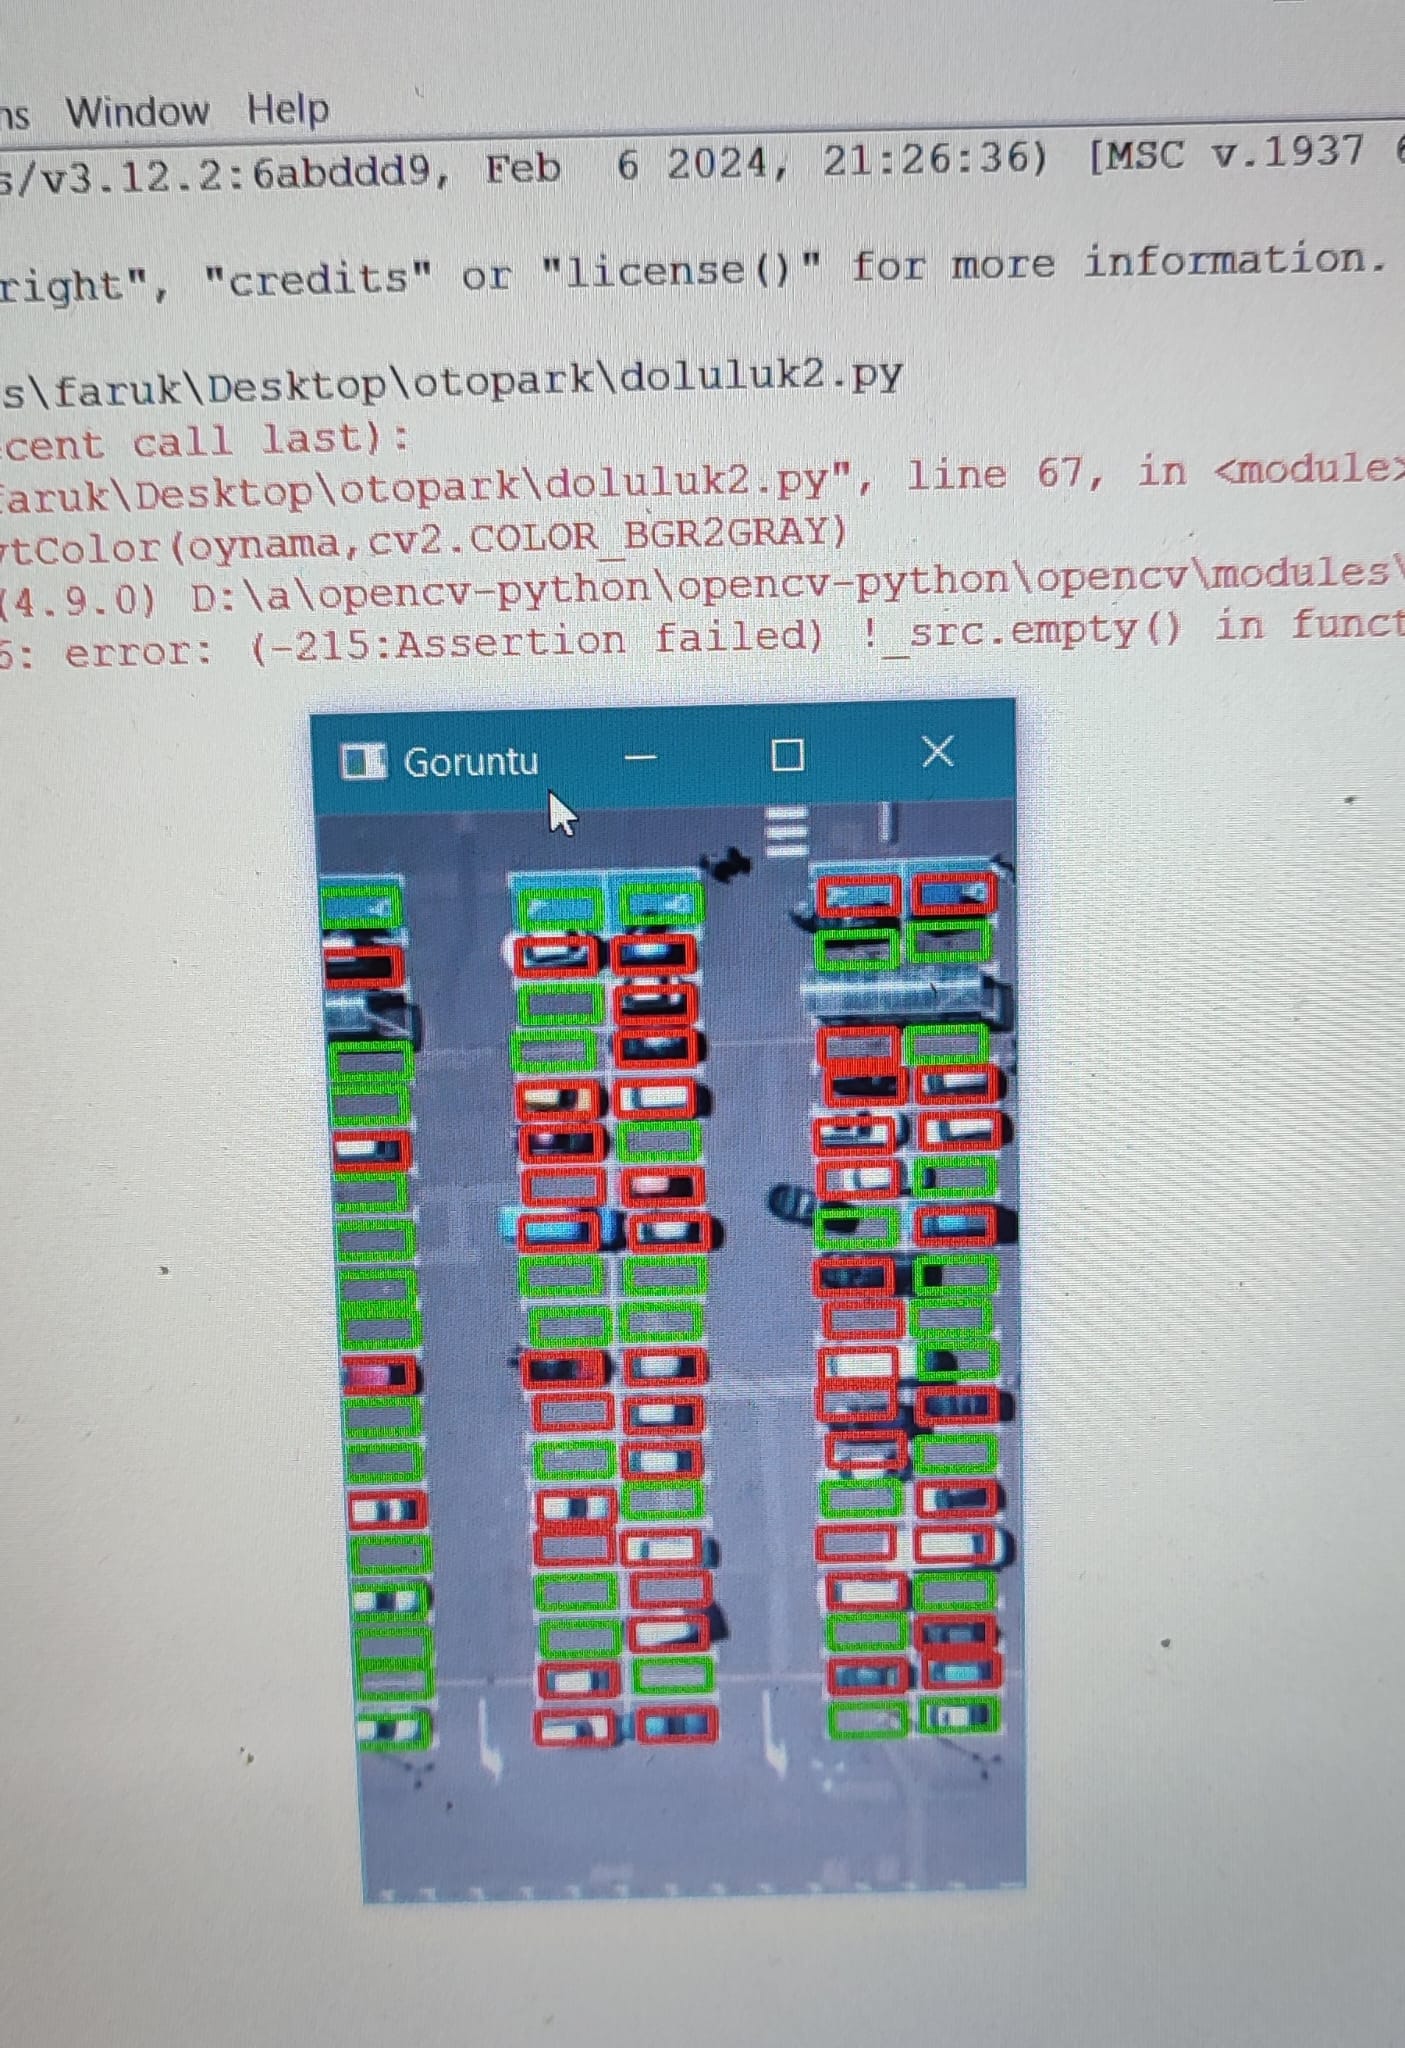 Window Help
s/v3.12.2:6abddd9, Feb 6 2024, 21:26:36) [MSC v.1937 6
right", "credits" or "license()" for more information.
s\faruk\Desktop\otopark\doluluk2.py
cent call last):
aruk\Desktop\otopark\doluluk2.py", line 67, in <module>
tColor(oynama,cv2.COLOR_BGR2GRAY)
(4.9.0) D:\a\opencv-python\opencv-python\opencv\modules\
error: (-215:Assertion failed) !_src.empty() in funct
Goruntu